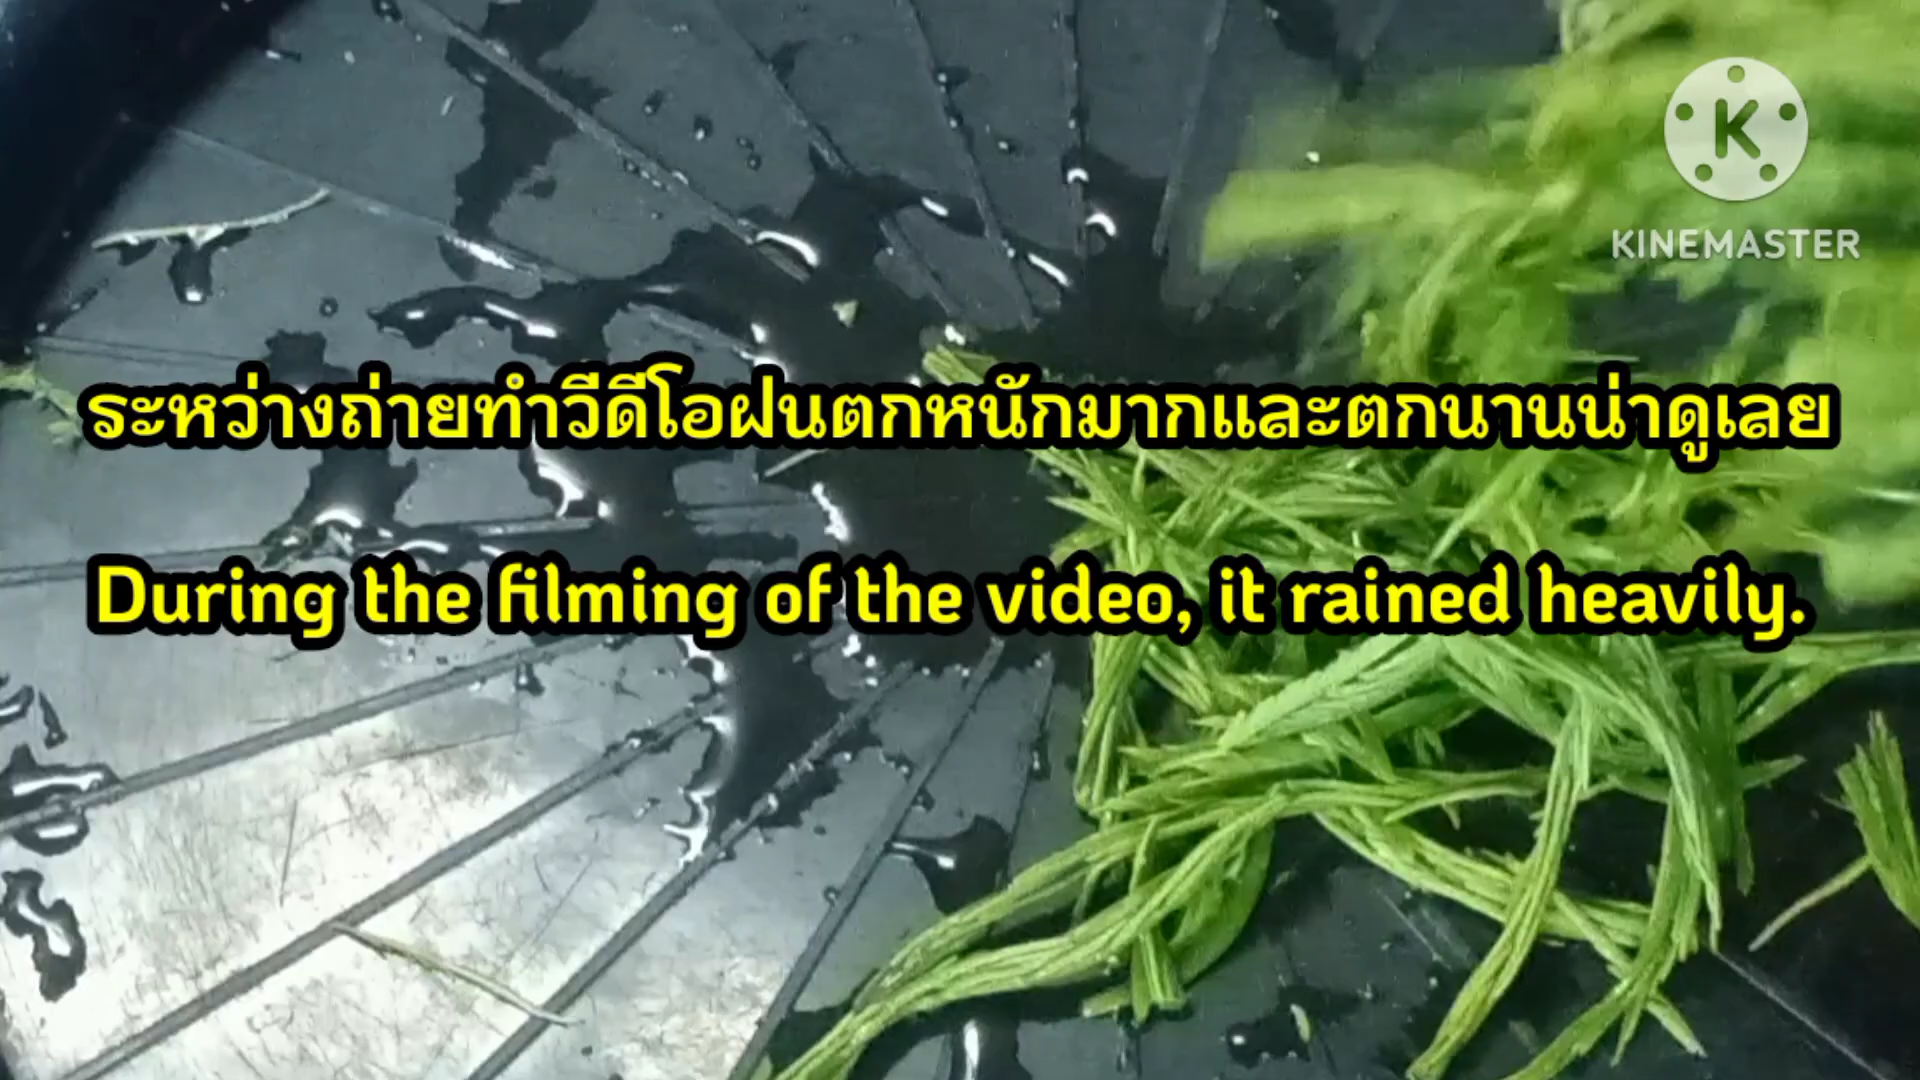 KINEMASTER
ระหว่างถ่ายทำวีดีโอฝนตกหนักมากและตกนานน่าดูเลย
During the filming of the video, it rained heavily.